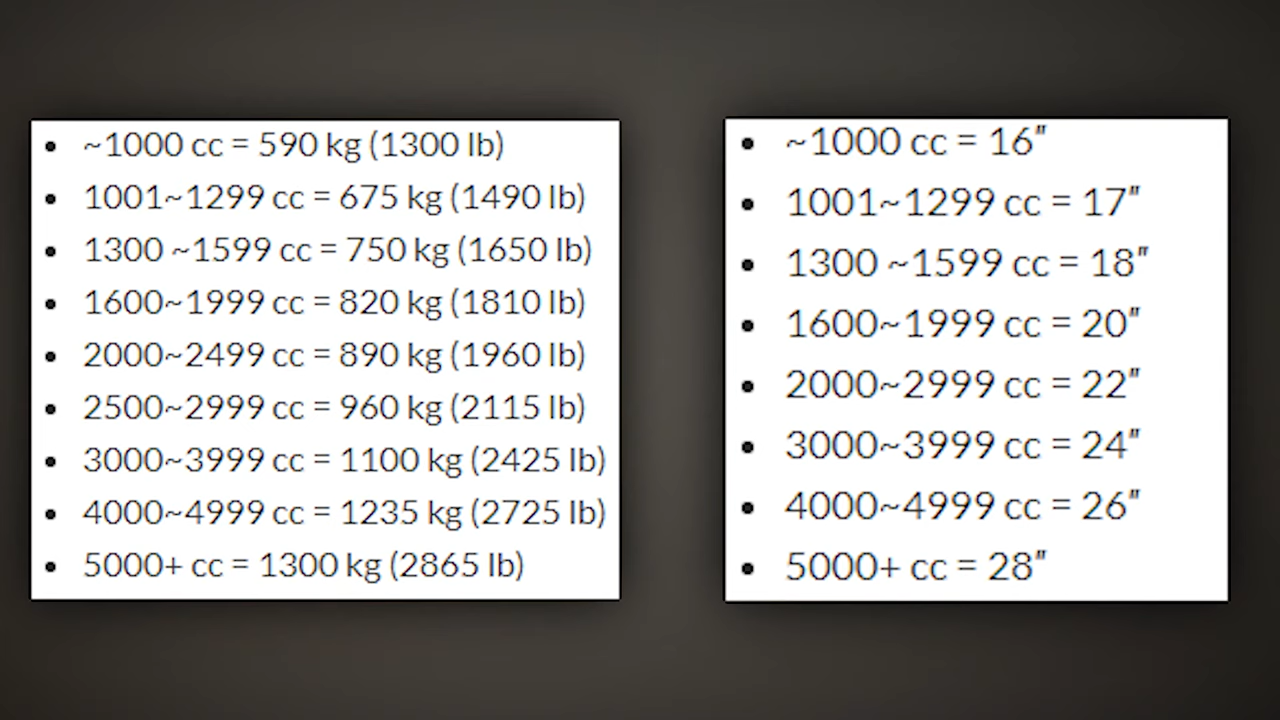 ~1000 cc = 590 kg (1300 lb)
1001~1299 cc = 675 kg (1490 lb)
1300 ~1599 cc = 750 kg (1650 lb)
1600~1999 cc = 820 kg (1810 lb)
2000~2499 cc = 890 kg (1960 lb)
2500~2999 cc = 960 kg (2115 lb)
3000~3999 cc = 1100 kg (2425 lb)
4000~4999 cc = 1235 kg (2725 lb)
5000+ cc = 1300 kg (2865 lb)
~1000 cc = 16″
1001~1299 cc = 17″
1300 ~1599 cc = 18″
1600~1999 cc = 20″
2000~2999 cc = 22″
3000~3999 cc = 24″
4000~4999 cc = 26″
5000+ cc = 28″